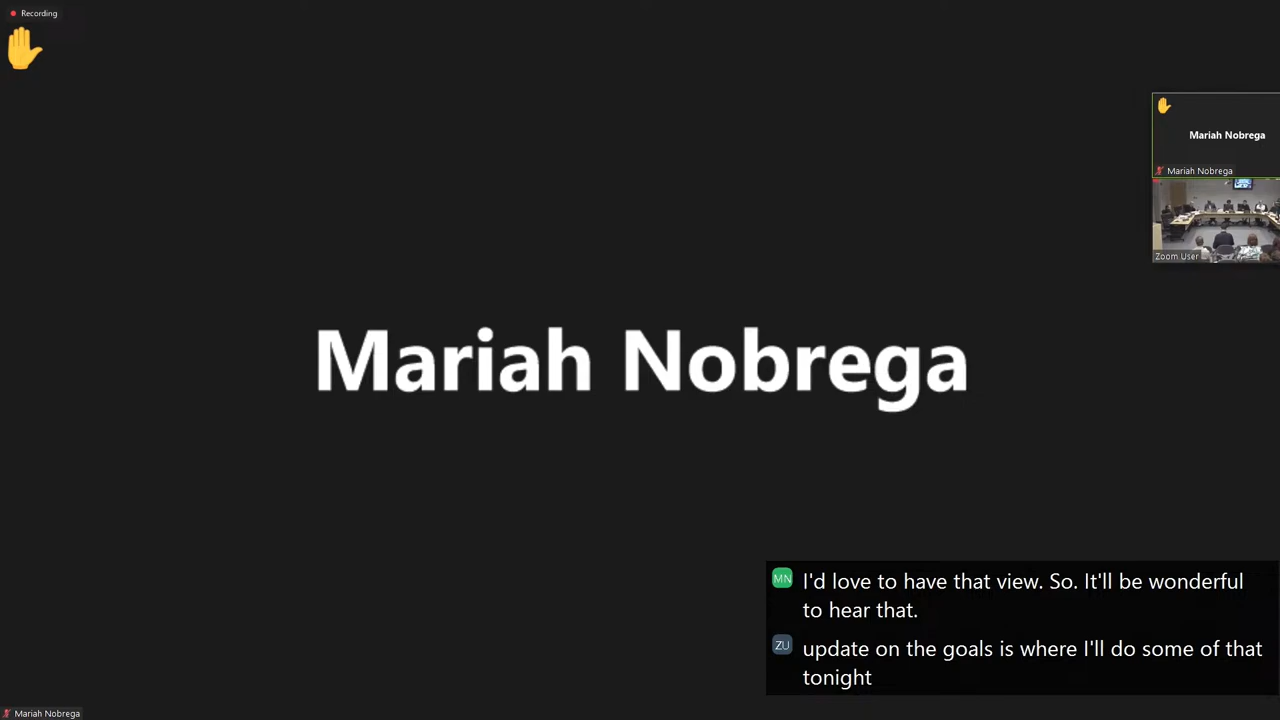 Recording
Mariah Nobrega
Mariah Nobrega
Zoom User
Mariah Nobrega
MN I'd love to have that view. So. It'll be wonderful
to hear that.
ZU update on the goals is where I'll do some of that
tonight
Mariah Nobrega